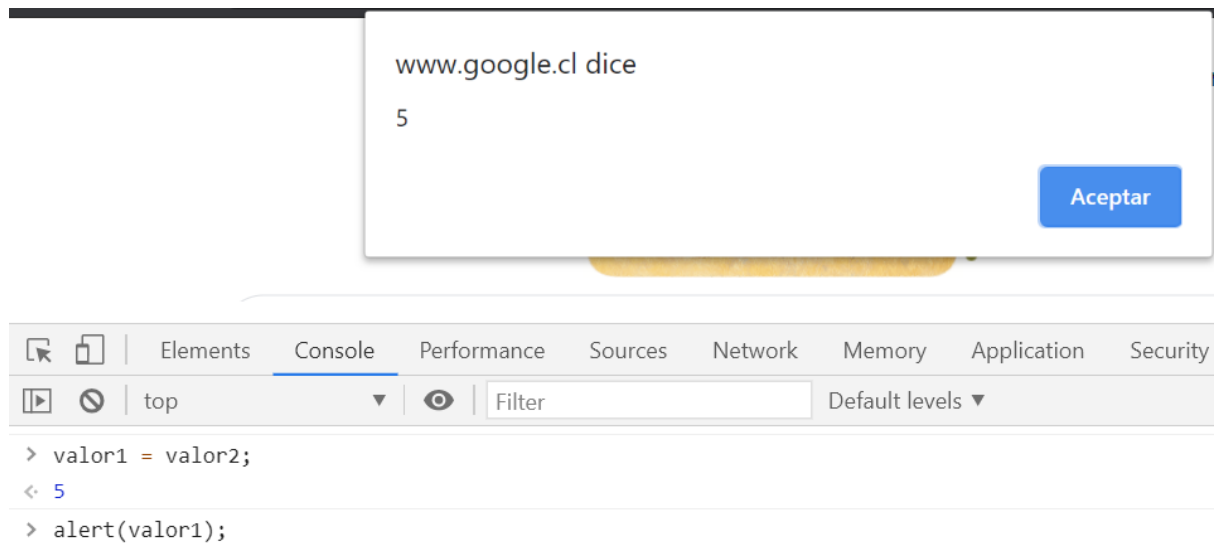 www.google.cl dice
5
Aceptar
Elements Console Performance Sources Network Memory Application Security
top Filter Default levels
> valor1 = valor2;
5
> alert(valor1);